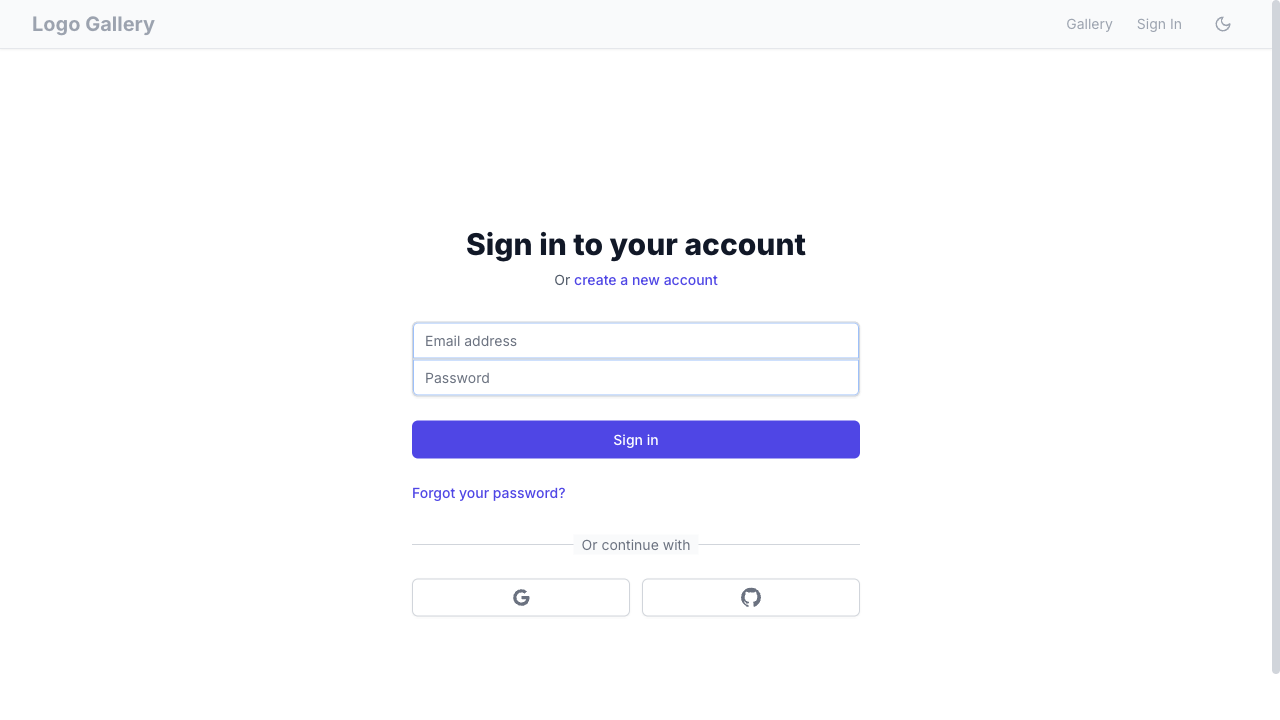 Logo Gallery
Gallery
Sign In
Sign in to your account
Or create a new account
Email address
Password
Sign in
Forgot your password?
Or continue with